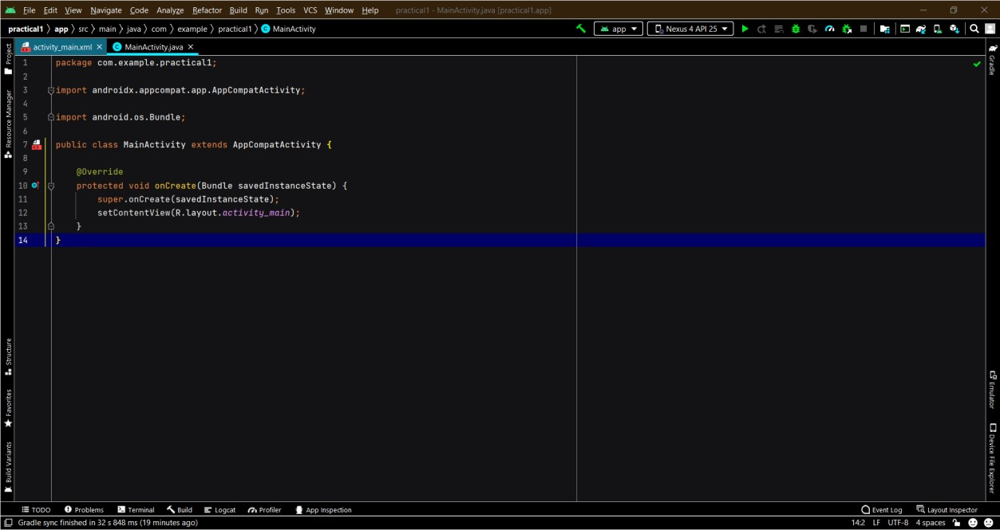 File Edit View Navigate Code Analyze Refactor Build Run Tools VCS Window Help practical1 - MainActivity.java [practical1.app]
practical1 app src main java com example practical1 C MainActivity app Nexus 4 API 25
activity_main.xml C MainActivity.java
1 package com.example.practical1;
2
3 import androidx.appcompat.app.AppCompatActivity;
4
5 import android.os.Bundle;
6
7 public class MainActivity extends AppCompatActivity {
8
9 @Override
10 protected void onCreate(Bundle savedInstanceState) {
11 super.onCreate(savedInstanceState);
12 setContentView(R.layout.activity_main);
13 }
14 }
Project
Resource Manager
Structure
Favorites
Build Variants
Gradle
Emulator
Device File Explorer
TODO Problems Terminal Build Logcat Profiler App Inspection Event Log Layout Inspector
Gradle sync finished in 32 s 848 ms (19 minutes ago) 14:2 LF UTF-8 4 spaces